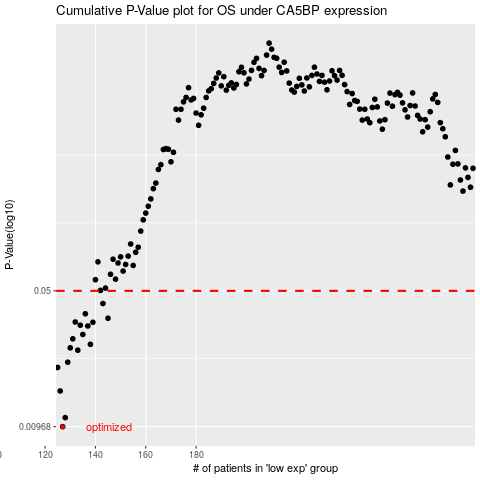 Cumulative P-Value plot for OS under CA5BP expression
P-Value(log10)
0.05
0.00968
optimized
0 120 140 160 180
# of patients in 'low exp' group